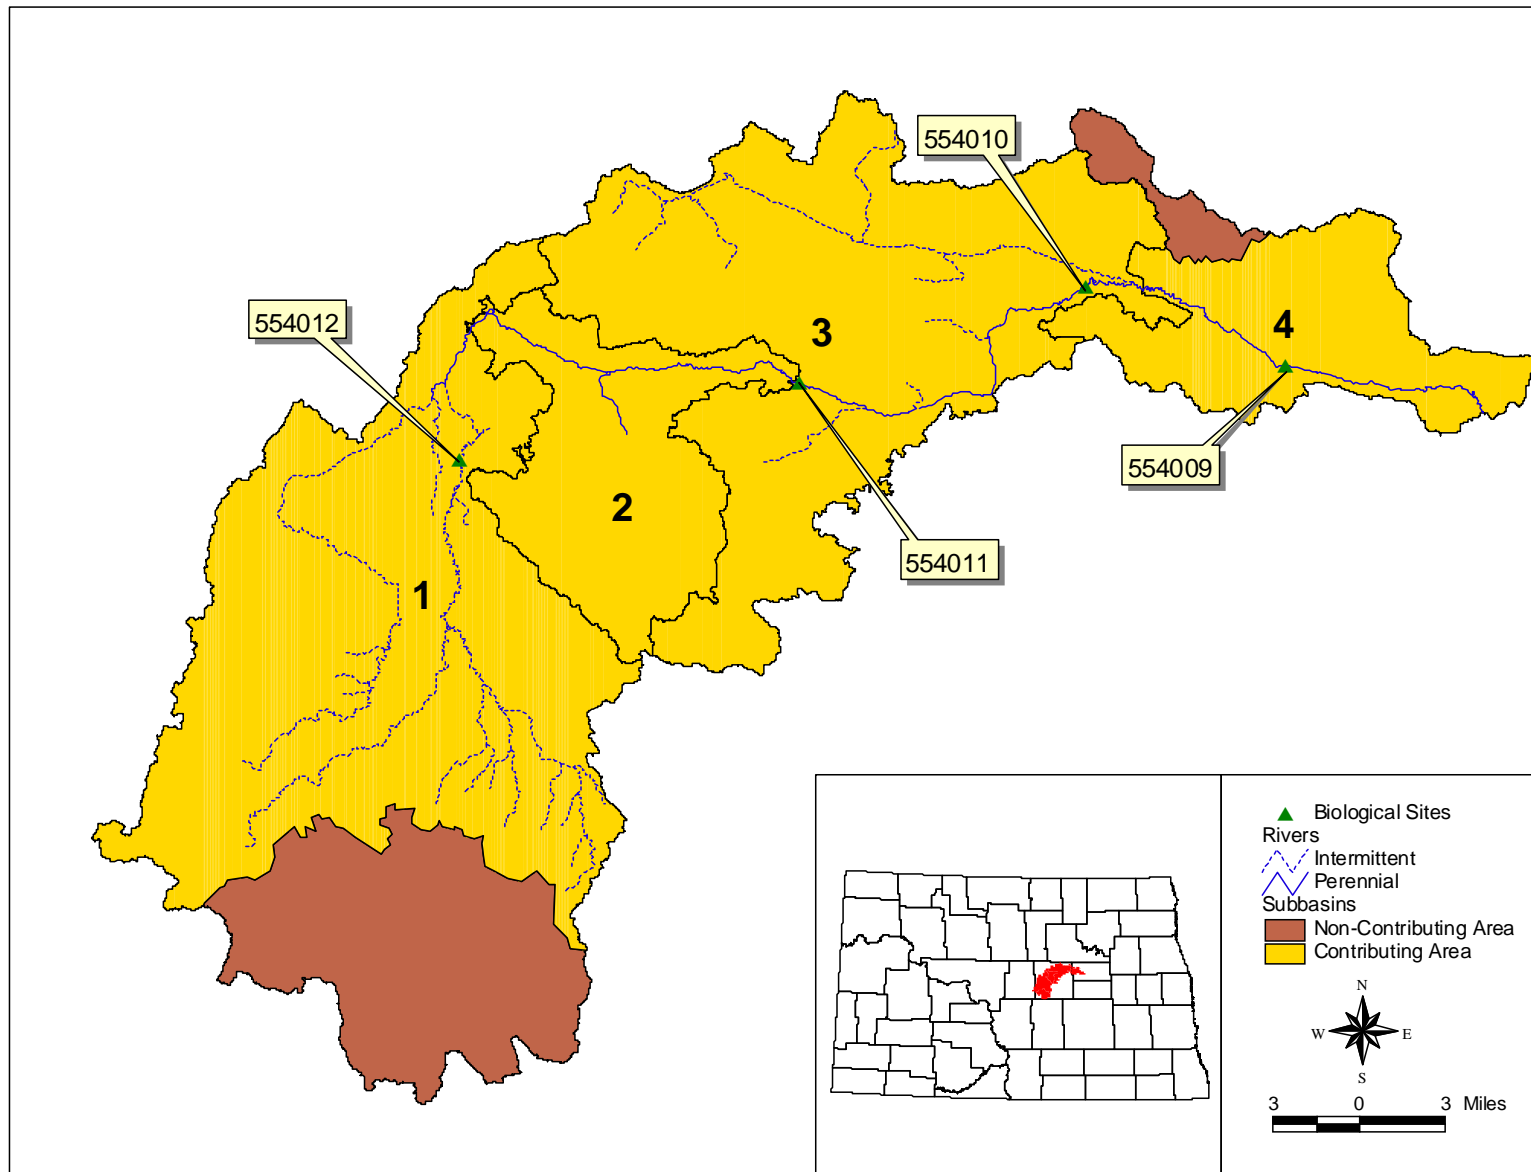 554010
554012
3
4
554009
2
554011
1
Biological Sites
Rivers
Intermittent
Perennial
Subbasins
Non-Contributing Area
Contributing Area
N
W
E
S
3 0 3 Miles